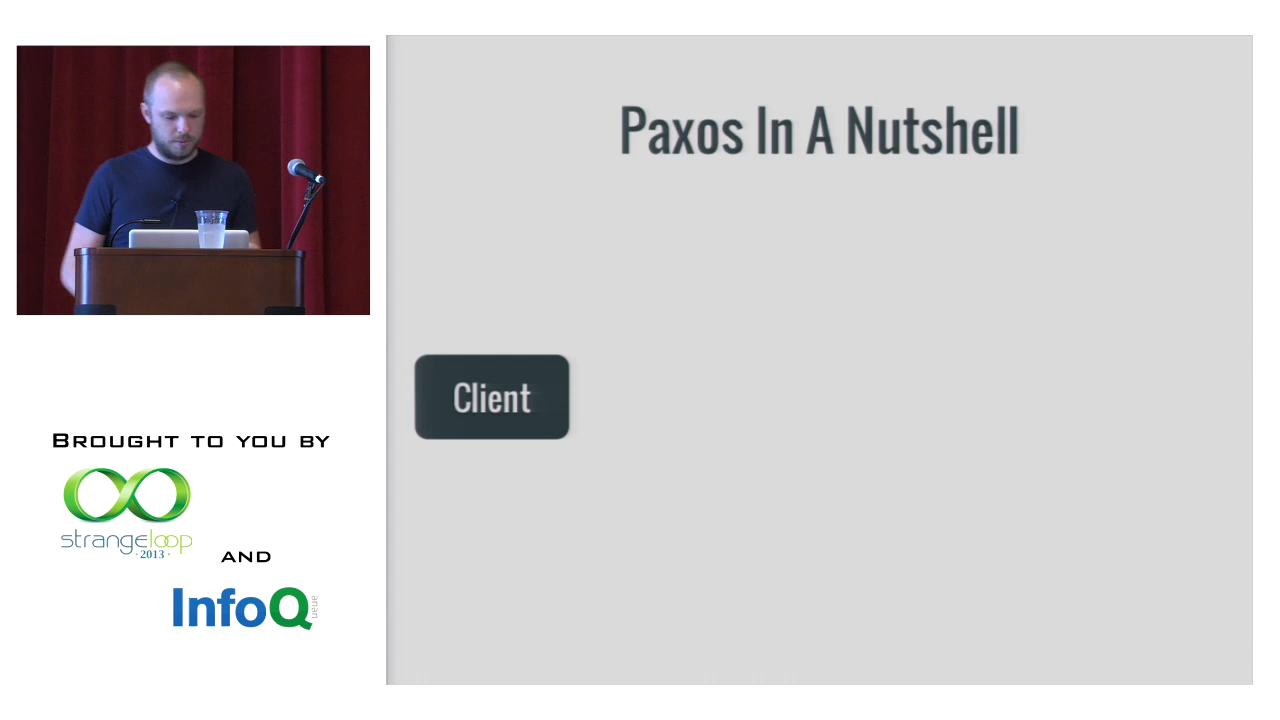 Paxos In A Nutshell
Client
BROUGHT TO YOU BY
strangeloop
· 2013 ·
AND
InfoQ